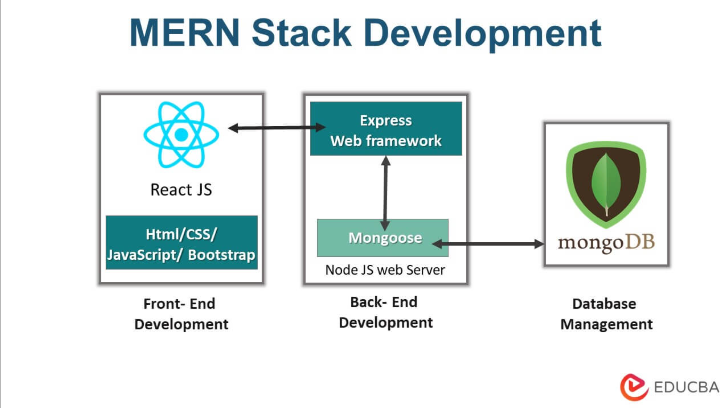 MERN Stack Development
React JS
Html/CSS/
JavaScript/ Bootstrap
Front- End
Development
Express
Web framework
Mongoose
Node JS web Server
Back- End
Development
mongoDB
Database
Management
EDUCBA